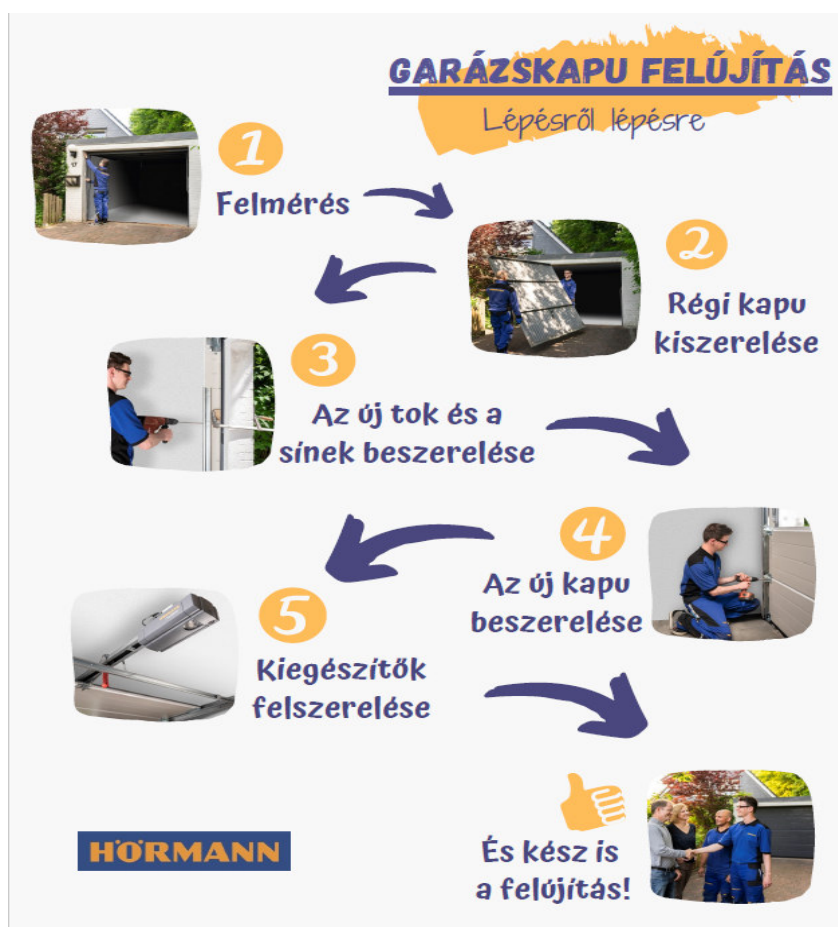 GARÁZSKAPU FELÚJÍTÁS
Lépésről lépésre
1
Felmérés
2
Régi kapu
kiszerelése
3
Az új tok és a
sínek beszerelése
4
Az új kapu
beszerelése
5
Kiegészítők
felszerelése
És kész is
a felújítás!
HÖRMANN